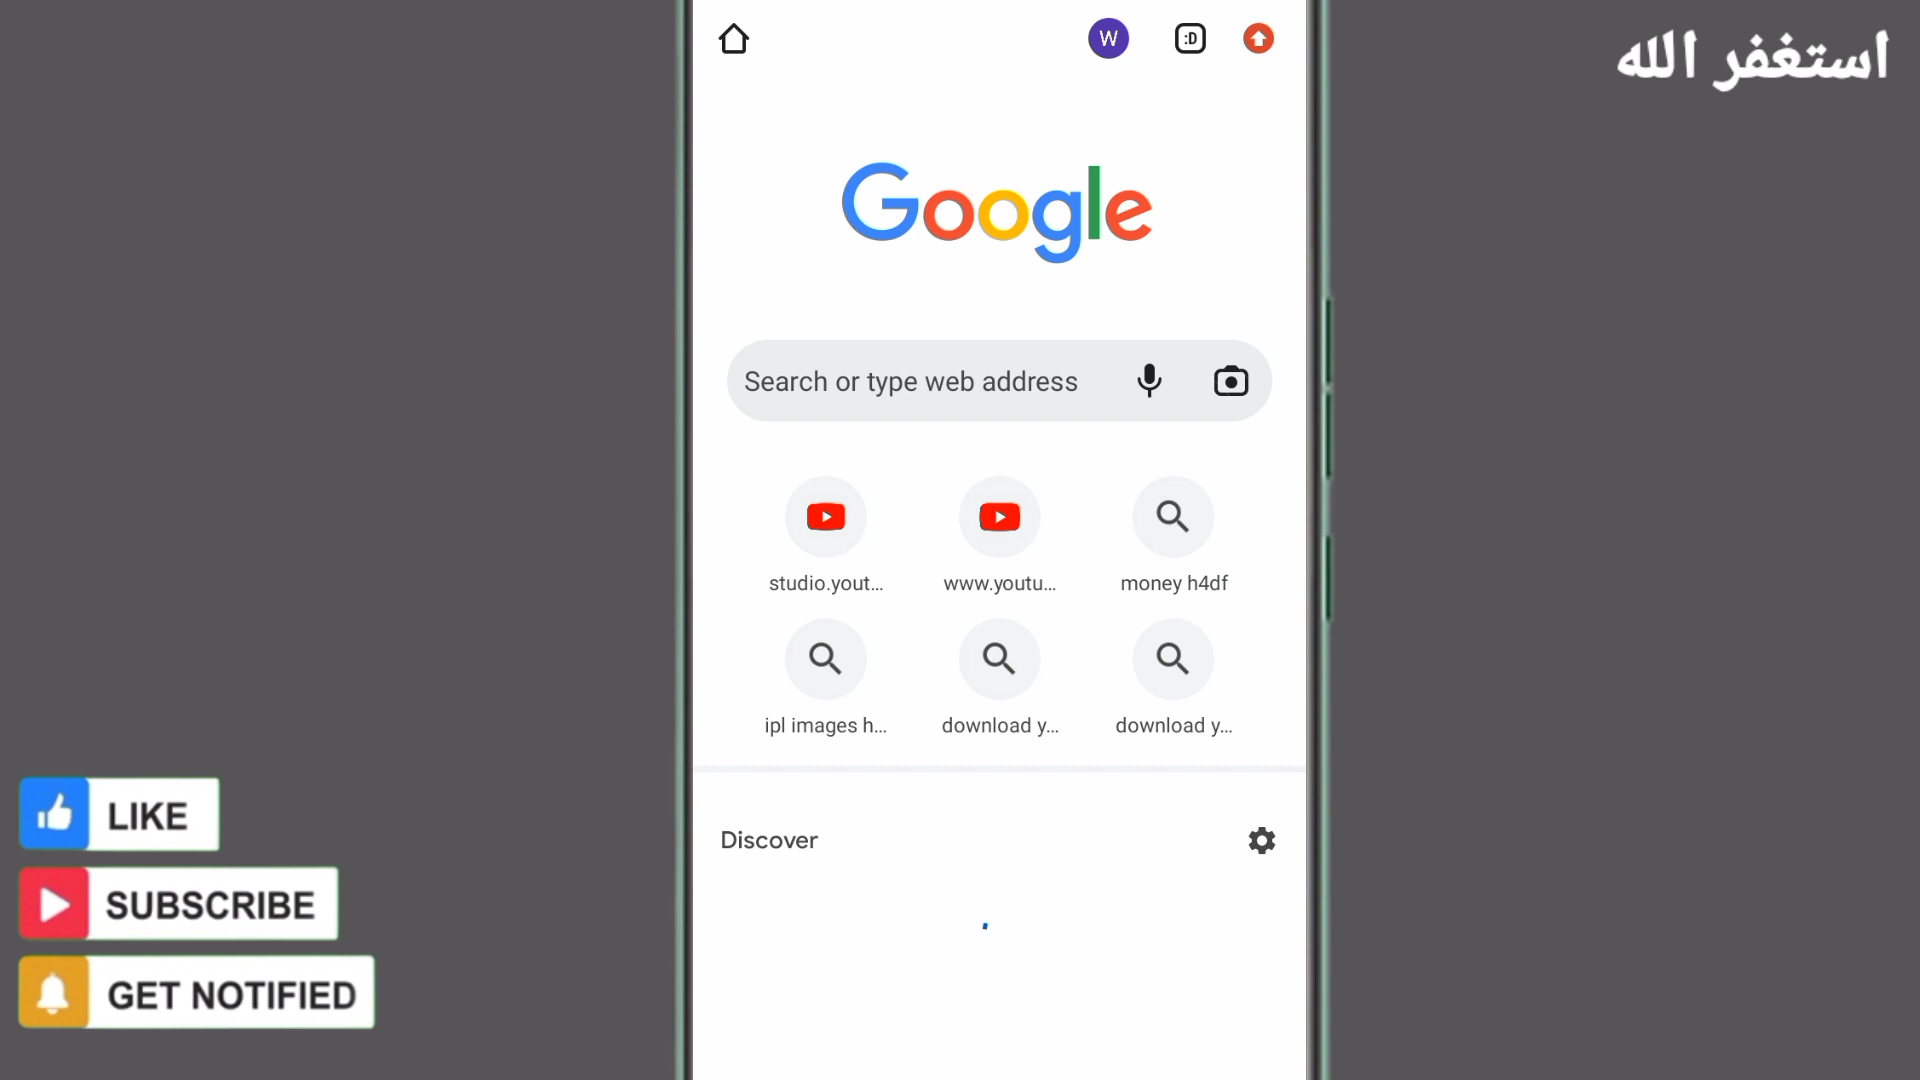 W
:D
استغفر الله
Google
Search or type web address
studio.yout...
www.youtu...
money h4df
ipl images h...
download y...
download y...
Discover
LIKE
SUBSCRIBE
GET NOTIFIED